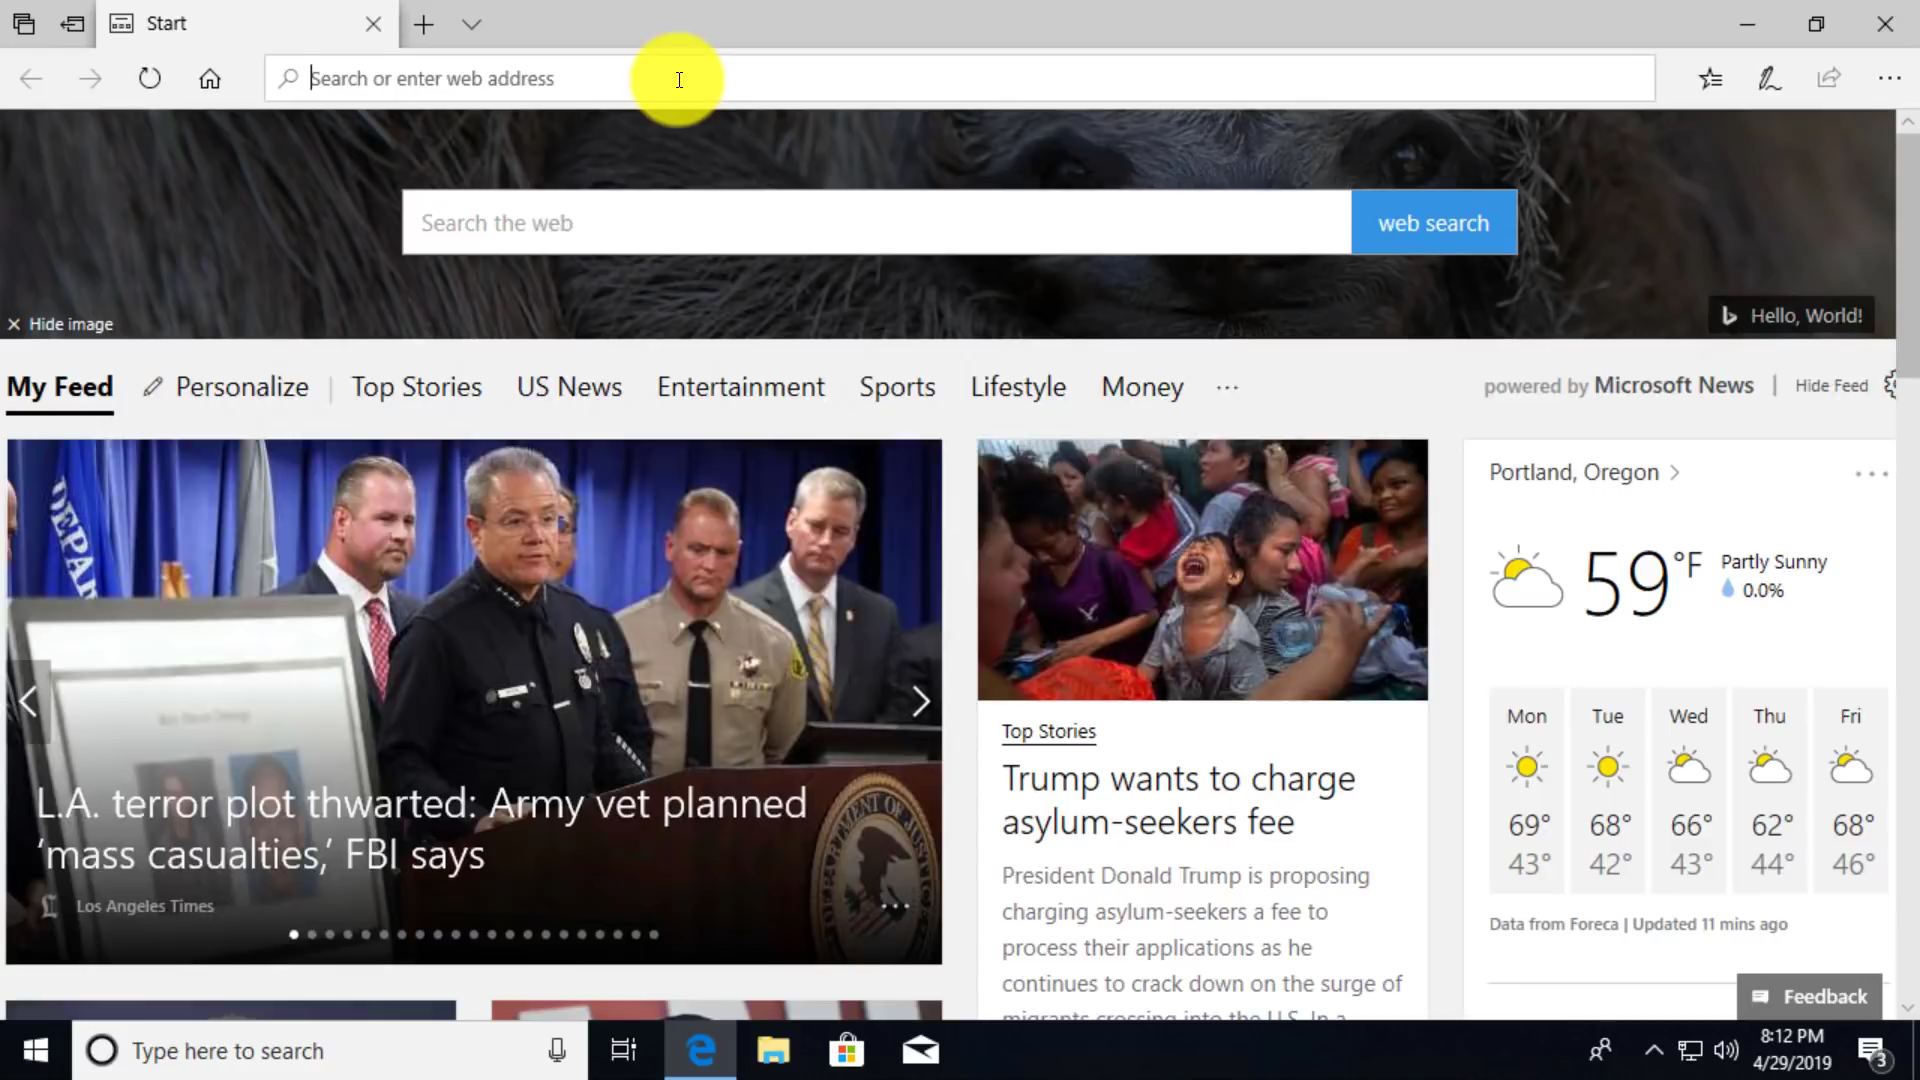 Start
Search or enter web address
Search the web
web search
Hide image
Hello, World!
My Feed
Personalize
Top Stories
US News
Entertainment
Sports
Lifestyle
Money
powered by Microsoft News
Hide Feed
DEPAR
L.A. terror plot thwarted: Army vet planned
‘mass casualties,’ FBI says
Los Angeles Times
Top Stories
Trump wants to charge
asylum-seekers fee
President Donald Trump is proposing
charging asylum-seekers a fee to
process their applications as he
continues to crack down on the surge of
migrants crossing into the U.S. In a
Portland, Oregon
59°F
Partly Sunny
0.0%
Mon Tue Wed Thu Fri
69° 68° 66° 62° 68°
43° 42° 43° 44° 46°
Data from Foreca | Updated 11 mins ago
Feedback
Type here to search
8:12 PM
4/29/2019
3